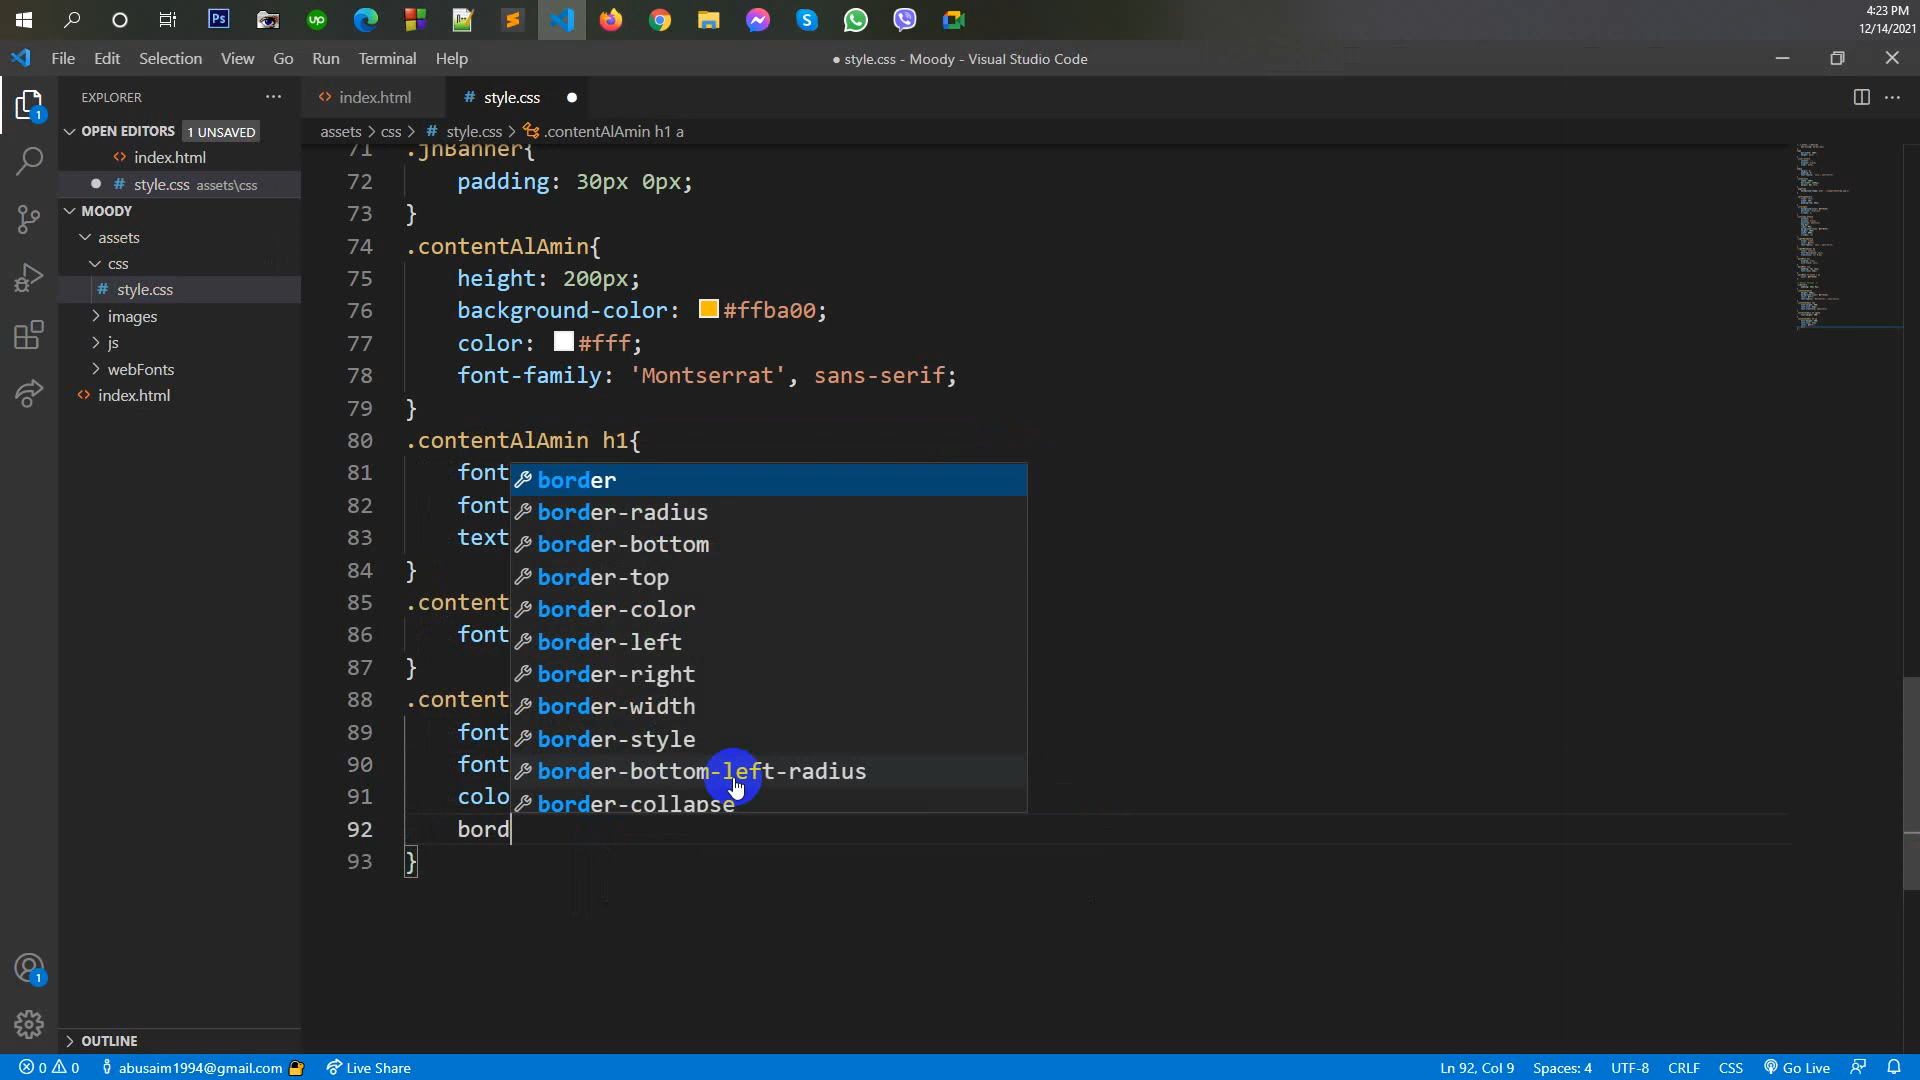 Ps
up
4:23 PM
12/14/2021
File Edit Selection View Go Run Terminal Help
● style.css - Moody - Visual Studio Code
EXPLORER
index.html
style.css
OPEN EDITORS 1 UNSAVED
assets > css > # style.css > .contentAlAmin h1 a
index.html
style.css assets\css
MOODY
assets
css
style.css
images
js
webFonts
index.html
71 .jhBanner{
72 padding: 30px 0px;
73 }
74 .contentAlAmin{
75 height: 200px;
76 background-color: #ffba00;
77 color: #fff;
78 font-family: 'Montserrat', sans-serif;
79 }
80 .contentAlAmin h1{
81 font
82 font
83 text
84 }
85 .content
86 font
87 }
88 .content
89 font
90 font
91 colo
92 bord
93 }
border
border-radius
border-bottom
border-top
border-color
border-left
border-right
border-width
border-style
border-bottom-left-radius
border-collapse
1
1
OUTLINE
0 0 abusaim1994@gmail.com Live Share
Ln 92, Col 9 Spaces: 4 UTF-8 CRLF CSS Go Live